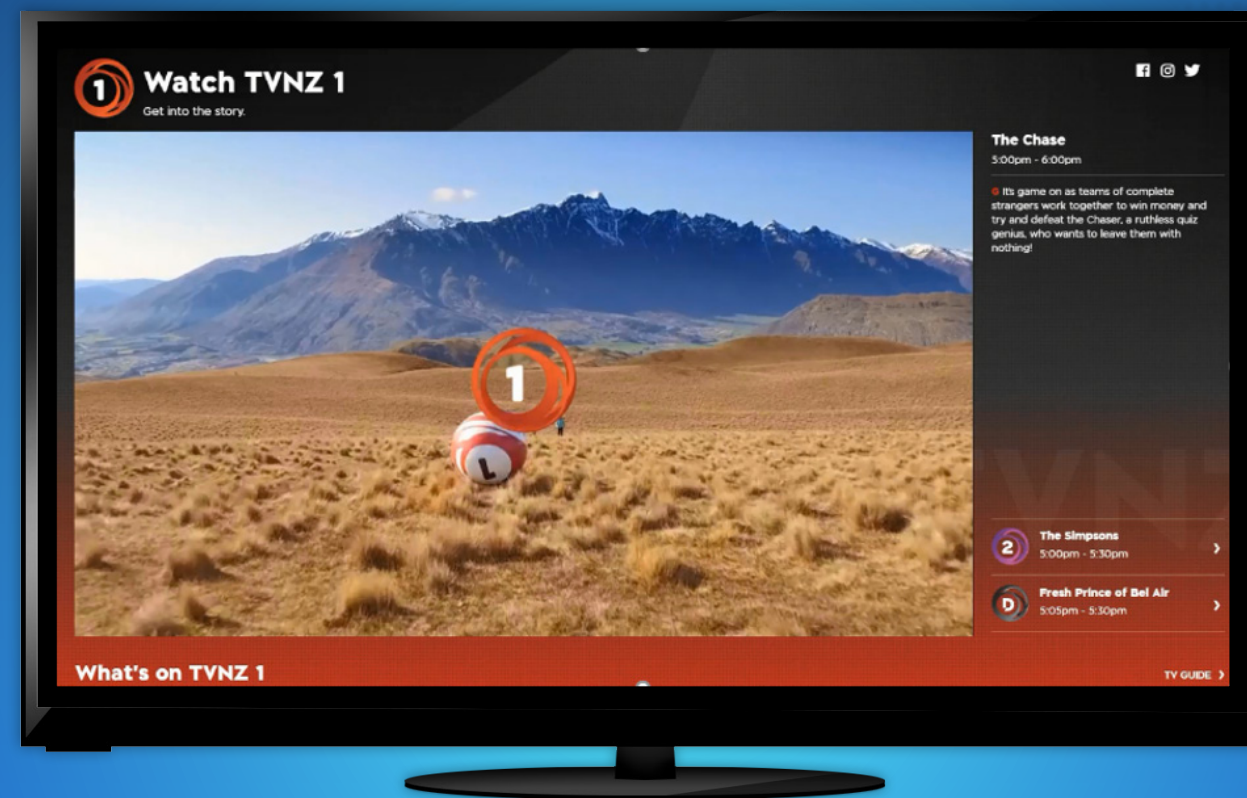 1
Watch TVNZ 1
Get into the story.
The Chase
5:00pm - 6:00pm
G It's game on as teams of complete
strangers work together to win money and
try and defeat the Chaser, a ruthless quiz
genius, who wants to leave them with
nothing!
1
L
TVNZ
2
The Simpsons
5:00pm - 5:30pm
D
Fresh Prince of Bel Air
5:05pm - 5:30pm
What's on TVNZ 1
TV GUIDE